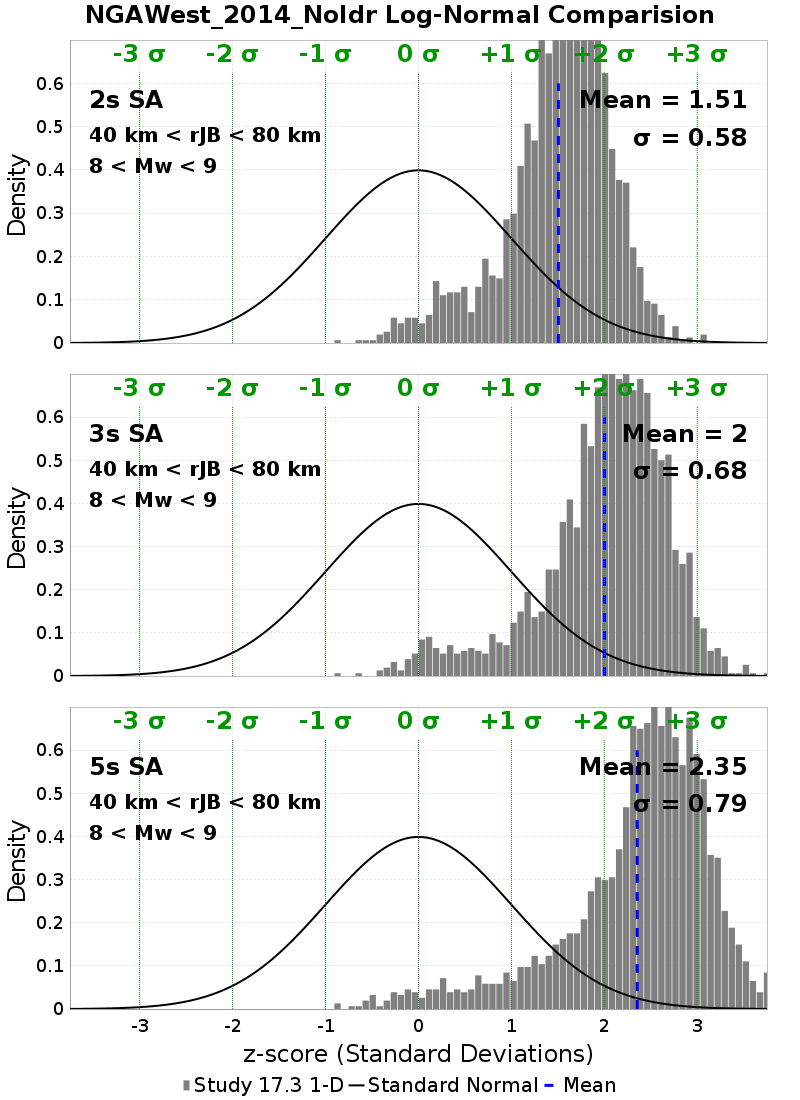 NGAWest_2014_NoIdr Log-Normal Comparision
-3 σ -2 σ -1 σ 0 σ +1 σ +2 σ +3 σ
2s SA
Mean = 1.51
40 km < rJB < 80 km
σ = 0.58
8 < Mw < 9
Density
0.6
0.5
0.4
0.3
0.2
0.1
0
-3 σ -2 σ -1 σ 0 σ +1 σ +2 σ +3 σ
3s SA
Mean = 2
40 km < rJB < 80 km
σ = 0.68
8 < Mw < 9
Density
0.6
0.5
0.4
0.3
0.2
0.1
0
-3 σ -2 σ -1 σ 0 σ +1 σ +2 σ +3 σ
5s SA
Mean = 2.35
40 km < rJB < 80 km
σ = 0.79
8 < Mw < 9
Density
0.6
0.5
0.4
0.3
0.2
0.1
0
-3 -2 -1 0 1 2 3
z-score (Standard Deviations)
Study 17.3 1-D Standard Normal Mean